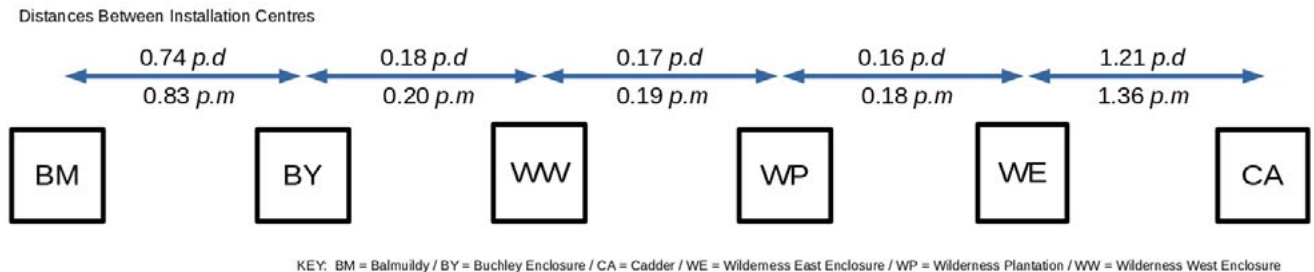 Distances Between Installation Centres
0.74 p.d 0.18 p.d 0.17 p.d 0.16 p.d 1.21 p.d
0.83 p.m 0.20 p.m 0.19 p.m 0.18 p.m 1.36 p.m
BM BY WW WP WE CA
KEY: BM = Balmuildy / BY = Buchley Enclosure / CA = Cadder / WE = Wilderness East Enclosure / WP = Wilderness Plantation / WW = Wilderness West Enclosure